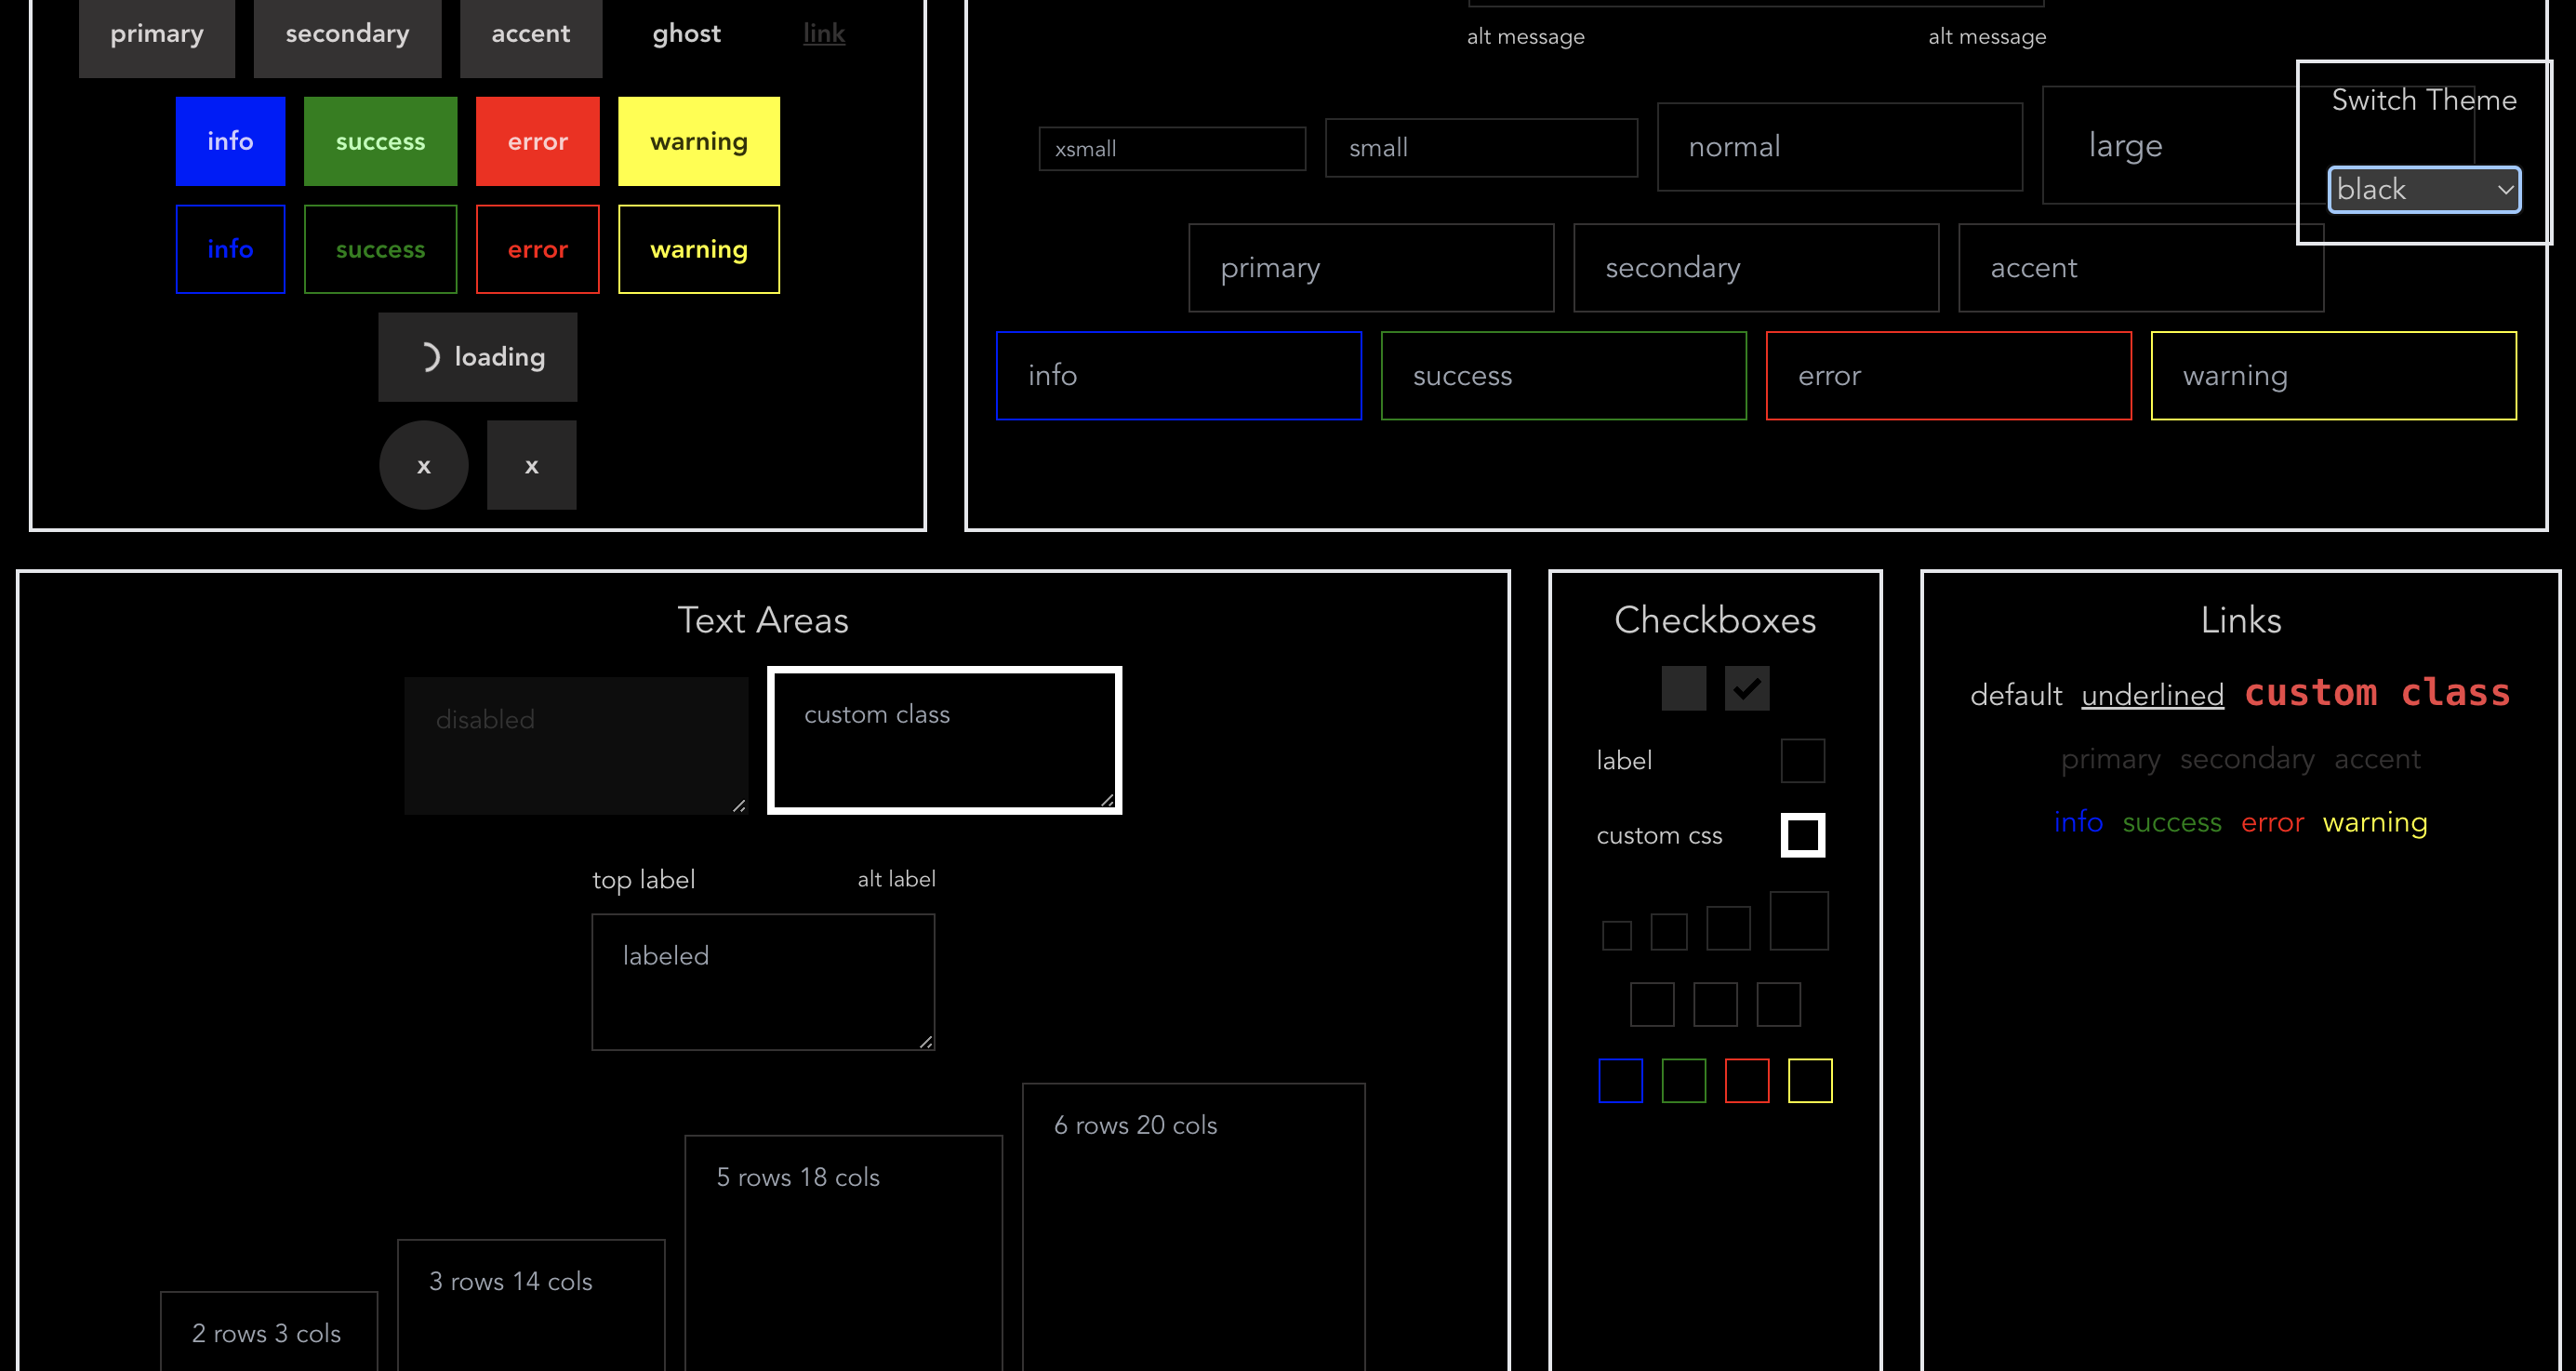 primary secondary accent ghost link
info success error warning
info success error warning
loading
x x
alt message alt message
Switch Theme
black
xsmall small normal large
primary secondary accent
info success error warning
Text Areas
disabled custom class
top label alt label
labeled
6 rows 20 cols
5 rows 18 cols
3 rows 14 cols
2 rows 3 cols
Checkboxes
label
custom css
Links
default underlined custom class
primary secondary accent
info success error warning